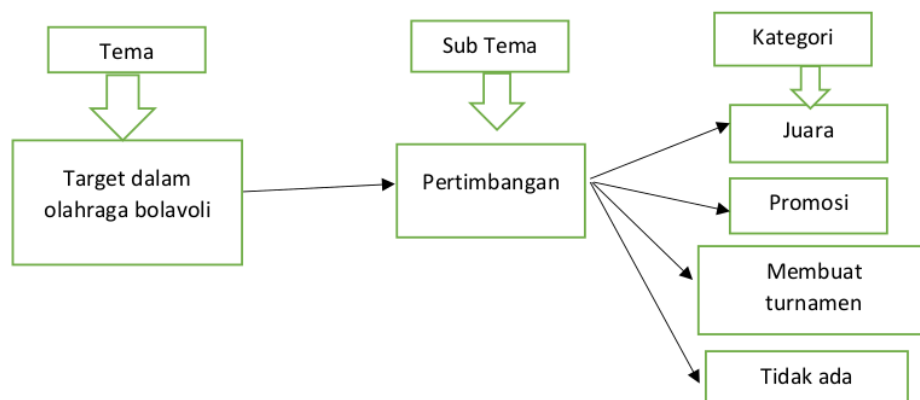 Tema
Sub Tema
Kategori
Target dalam
olahraga bolavoli
Pertimbangan
Juara
Promosi
Membuat
turnamen
Tidak ada